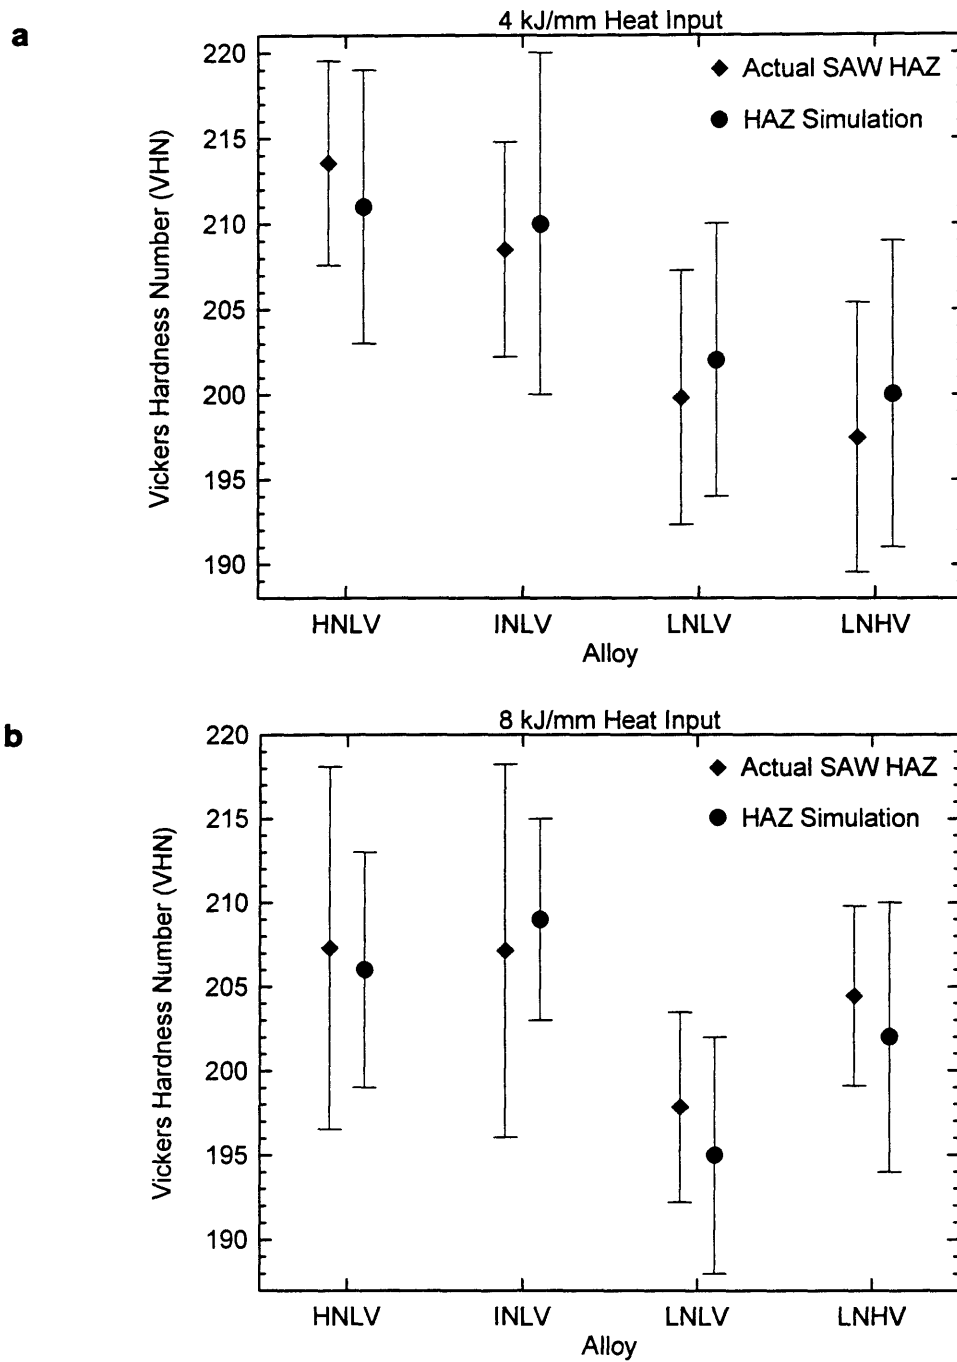 a
4 kJ/mm Heat Input
Actual SAW HAZ
HAZ Simulation
Vickers Hardness Number (VHN)
220
215
210
205
200
195
190
HNLV INLV LNLV LNHV
Alloy
b
8 kJ/mm Heat Input
Actual SAW HAZ
HAZ Simulation
Vickers Hardness Number (VHN)
220
215
210
205
200
195
190
HNLV INLV LNLV LNHV
Alloy